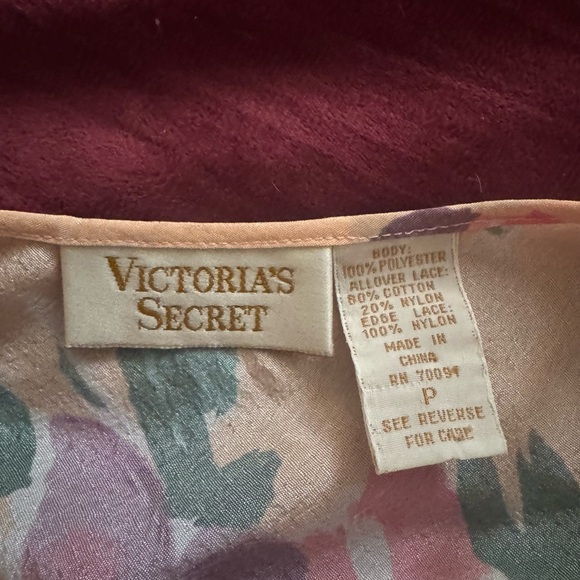 VICTORIA'S
SECRET
BODY:
100% POLYESTER
ALLOVER LACE:
80% COTTON
20% NYLON
EDGE LACE:
100% NYLON
MADE IN
CHINA
RN 70091
P
SEE REVERSE
FOR CARE